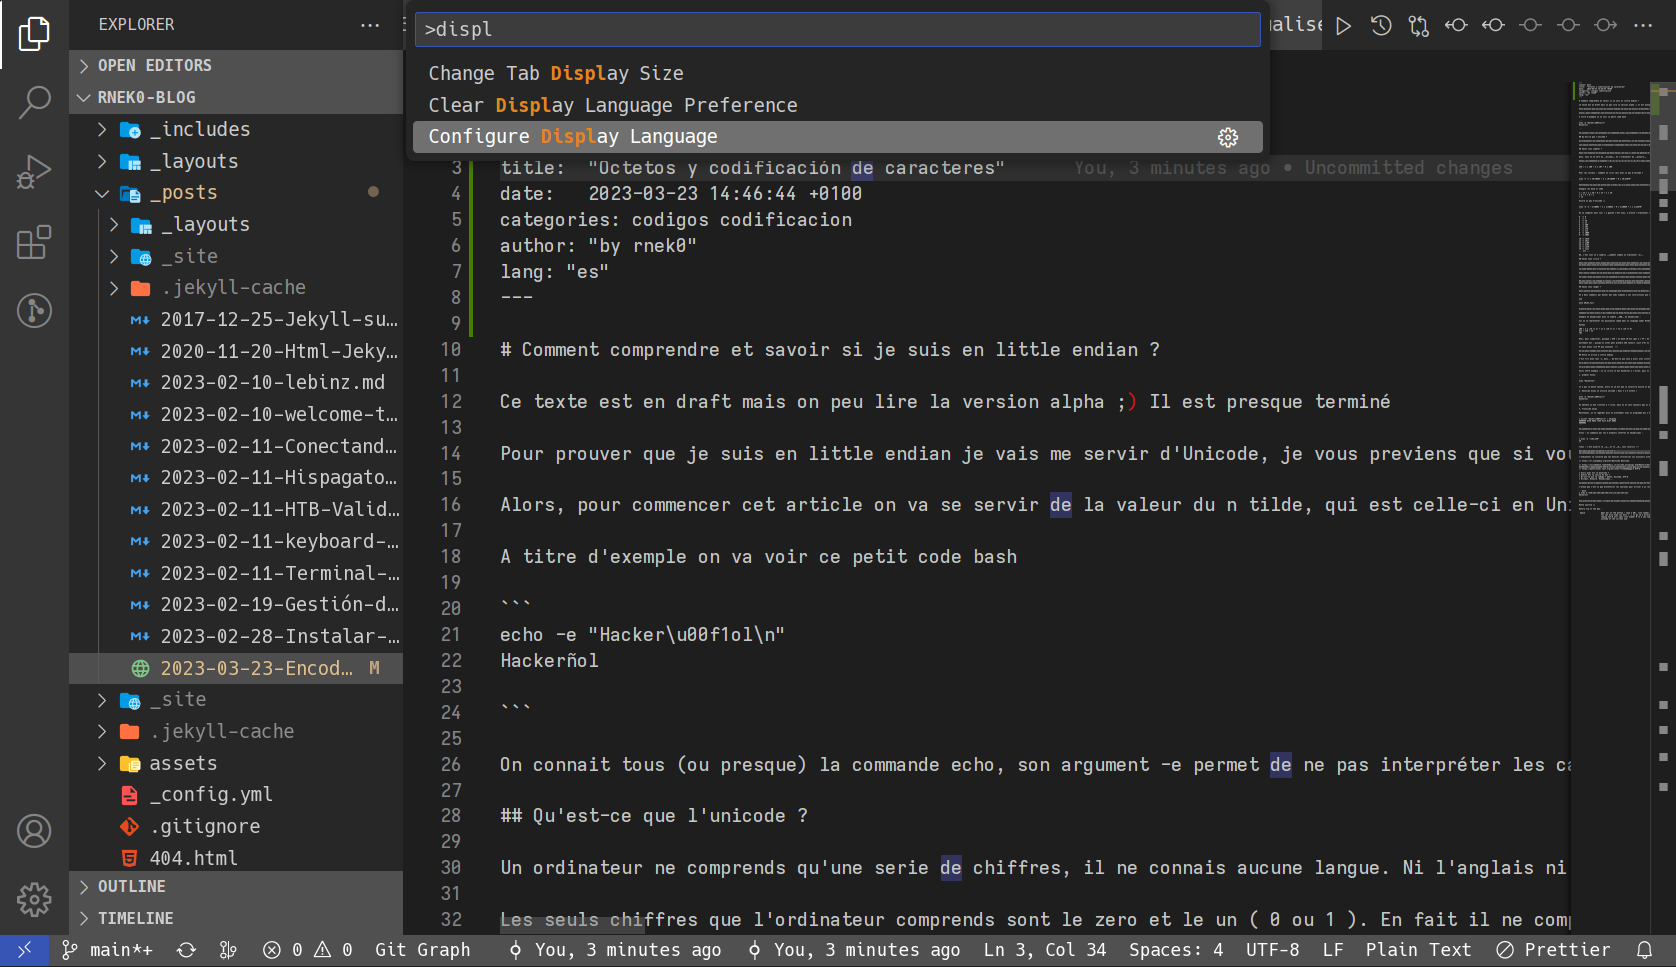 EXPLORER
>displ
Change Tab Display Size
Clear Display Language Preference
Configure Display Language
OPEN EDITORS
RNEK0-BLOG
_includes
_layouts
_posts
_layouts
_site
.jekyll-cache
2017-12-25-Jekyll-su…
2020-11-20-Html-Jeky…
2023-02-10-lebinz.md
2023-02-10-welcome-t…
2023-02-11-Conectand…
2023-02-11-Hispagato…
2023-02-11-HTB-Valid…
2023-02-11-keyboard-…
2023-02-11-Terminal-…
2023-02-19-Gestión-d…
2023-02-28-Instalar-…
2023-03-23-Encod… M
_site
.jekyll-cache
assets
_config.yml
.gitignore
404.html
OUTLINE
TIMELINE
3 title:  "Octetos y codificación de caracteres" You, 3 minutes ago • Uncommitted changes
4 date:   2023-03-23 14:46:44 +0100
5 categories: codigos codificacion
6 author: "by rnek0"
7 lang: "es"
8 ---
9
10 # Comment comprendre et savoir si je suis en little endian ?
11
12 Ce texte est en draft mais on peu lire la version alpha ;) Il est presque terminé
13
14 Pour prouver que je suis en little endian je vais me servir d'Unicode, je vous previens que si vou
15
16 Alors, pour commencer cet article on va se servir de la valeur du n tilde, qui est celle-ci en Uni
17
18 A titre d'exemple on va voir ce petit code bash
19
20 ```
21 echo -e "Hacker\u00f1ol\n"
22 Hackerñol
23
24 ```
25
26 On connait tous (ou presque) la commande echo, son argument -e permet de ne pas interpréter les ca
27
28 ## Qu'est-ce que l'unicode ?
29
30 Un ordinateur ne comprends qu'une serie de chiffres, il ne connais aucune langue. Ni l'anglais ni
31
32 Les seuls chiffres que l'ordinateur comprends sont le zero et le un ( 0 ou 1 ). En fait il ne comp
main*+ 0 0 Git Graph You, 3 minutes ago You, 3 minutes ago Ln 3, Col 34 Spaces: 4 UTF-8 LF Plain Text Prettier